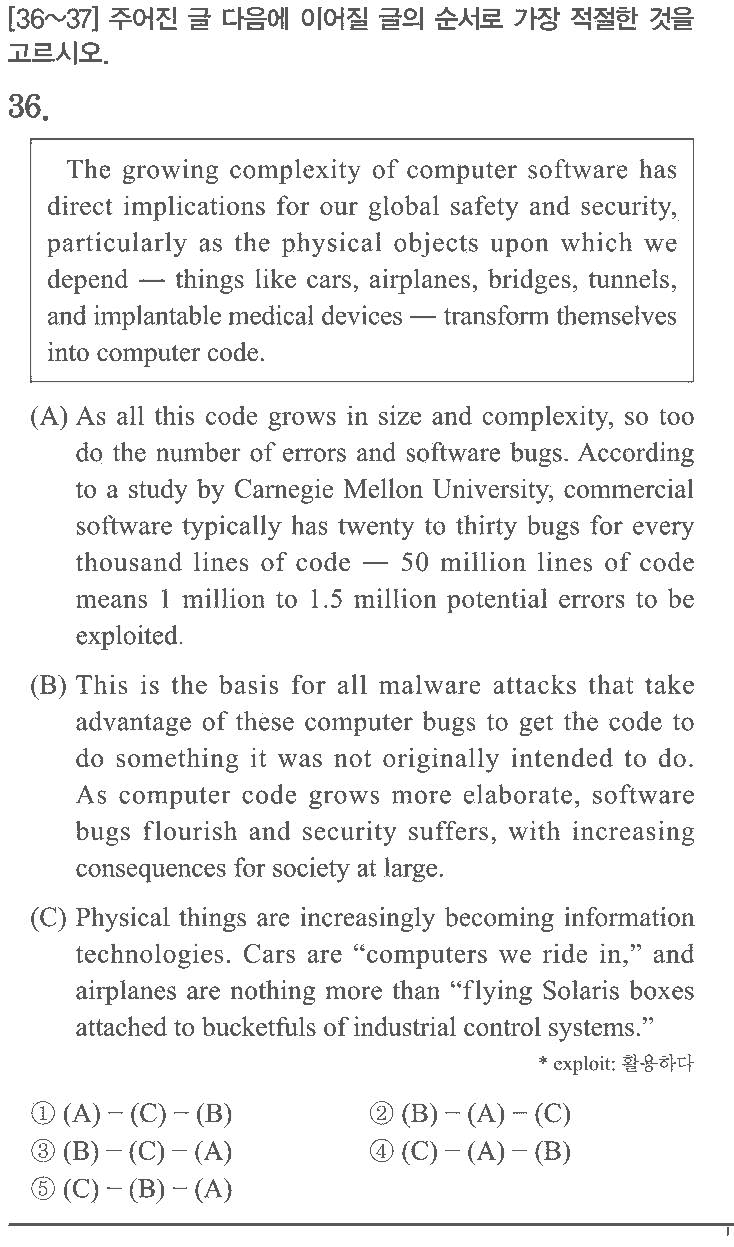 [36～37] 주어진 글 다음에 이어질 글의 순서로 가장 적절한 것을
고르시오.
36.
The growing complexity of computer software has
direct implications for our global safety and security,
particularly as the physical objects upon which we
depend — things like cars, airplanes, bridges, tunnels,
and implantable medical devices — transform themselves
into computer code.
(A) As all this code grows in size and complexity, so too
do the number of errors and software bugs. According
to a study by Carnegie Mellon University, commercial
software typically has twenty to thirty bugs for every
thousand lines of code — 50 million lines of code
means 1 million to 1.5 million potential errors to be
exploited.
(B) This is the basis for all malware attacks that take
advantage of these computer bugs to get the code to
do something it was not originally intended to do.
As computer code grows more elaborate, software
bugs flourish and security suffers, with increasing
consequences for society at large.
(C) Physical things are increasingly becoming information
technologies. Cars are “computers we ride in,” and
airplanes are nothing more than “flying Solaris boxes
attached to bucketfuls of industrial control systems.”
* exploit: 활용하다
① (A) － (C) － (B) ② (B) － (A) － (C)
③ (B) － (C) － (A) ④ (C) － (A) － (B)
⑤ (C) － (B) － (A)